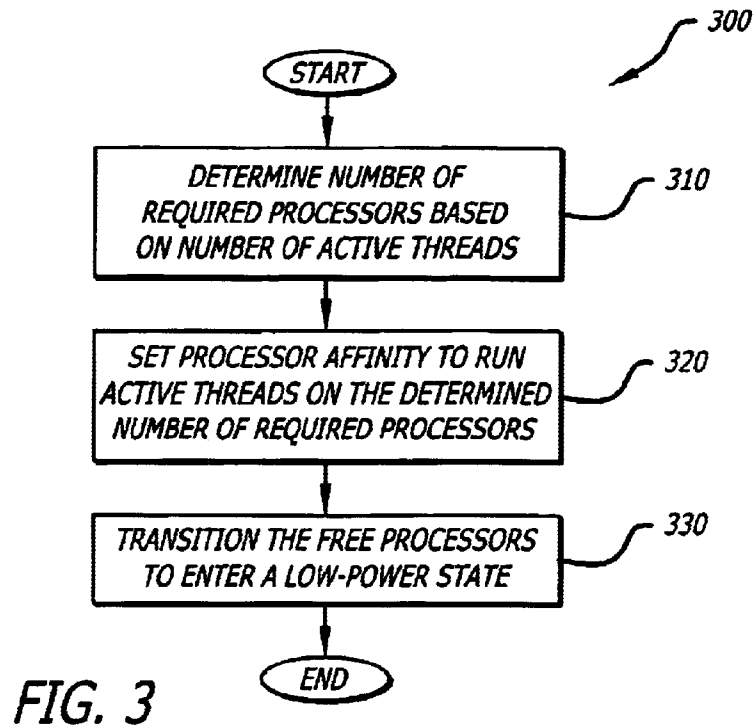 300
START
DETERMINE NUMBER OF
REQUIRED PROCESSORS BASED
ON NUMBER OF ACTIVE THREADS
310
SET PROCESSOR AFFINITY TO RUN
ACTIVE THREADS ON THE DETERMINED
NUMBER OF REQUIRED PROCESSORS
320
TRANSITION THE FREE PROCESSORS
TO ENTER A LOW-POWER STATE
330
END
FIG. 3